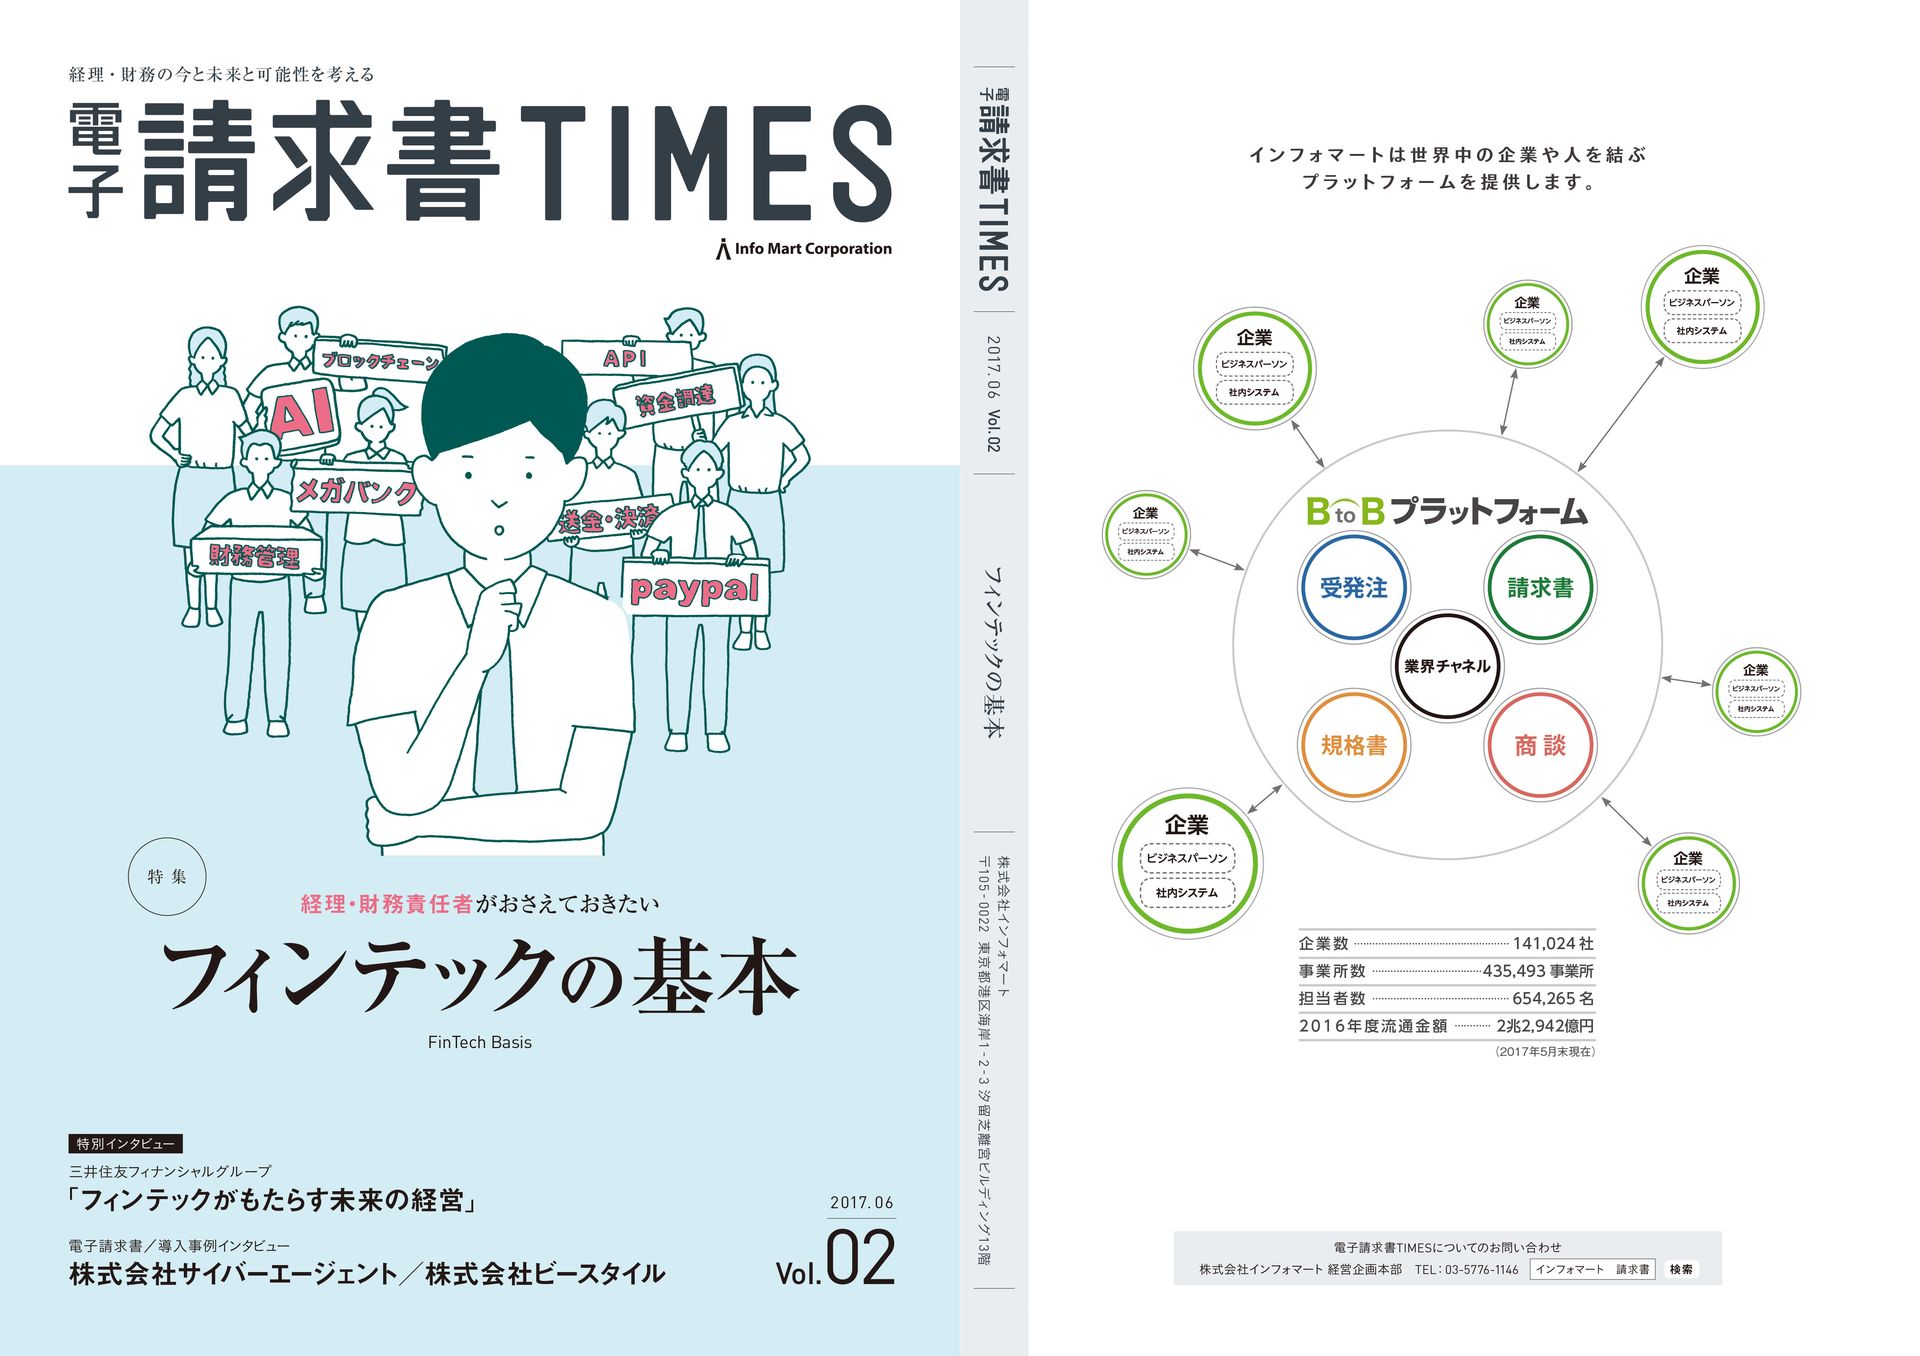 経理・財務の今と未来と可能性を考える
電子請求書TIMES
Info Mart Corporation
ブロックチェーン
API
AI
資金調達
メガバンク
送金・決済
財務管理
paypal
特集
経理・財務責任者がおさえておきたい
フィンテックの基本
FinTech Basis
特別インタビュー
三井住友フィナンシャルグループ
「フィンテックがもたらす未来の経営」
電子請求書／導入事例インタビュー
株式会社サイバーエージェント／株式会社ビースタイル
2017.06
Vol.02
電子請求書TIMES
2017.06 Vol.02
フィンテックの基本
株式会社インフォマート
〒105-0022 東京都港区海岸1-2-3 汐留芝離宮ビルディング13階
インフォマートは世界中の企業や人を結ぶ
プラットフォームを提供します。
企業
ビジネスパーソン
社内システム
企業
ビジネスパーソン
社内システム
企業
ビジネスパーソン
社内システム
企業
ビジネスパーソン
社内システム
BtoBプラットフォーム
受発注
請求書
業界チャネル
規格書
商談
企業
ビジネスパーソン
社内システム
企業
ビジネスパーソン
社内システム
企業
ビジネスパーソン
社内システム
企業数 141,024社
事業所数 435,493事業所
担当者数 654,265名
2016年度流通金額 2兆2,942億円
（2017年5月末現在）
電子請求書TIMESについてのお問い合わせ
株式会社インフォマート 経営企画本部 TEL：03-5776-1146 インフォマート 請求書 検索